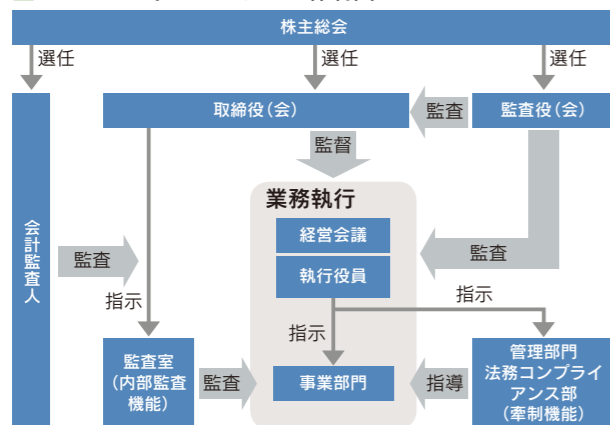 株主総会
選任
選任
選任
取締役(会)
監査
監査役(会)
監督
業務執行
経営会議
執行役員
会計監査人
監査
監査
指示
指示
指示
監査室
(内部監査
機能)
監査
事業部門
指導
管理部門
法務コンプライ
アンス部
(牽制機能)